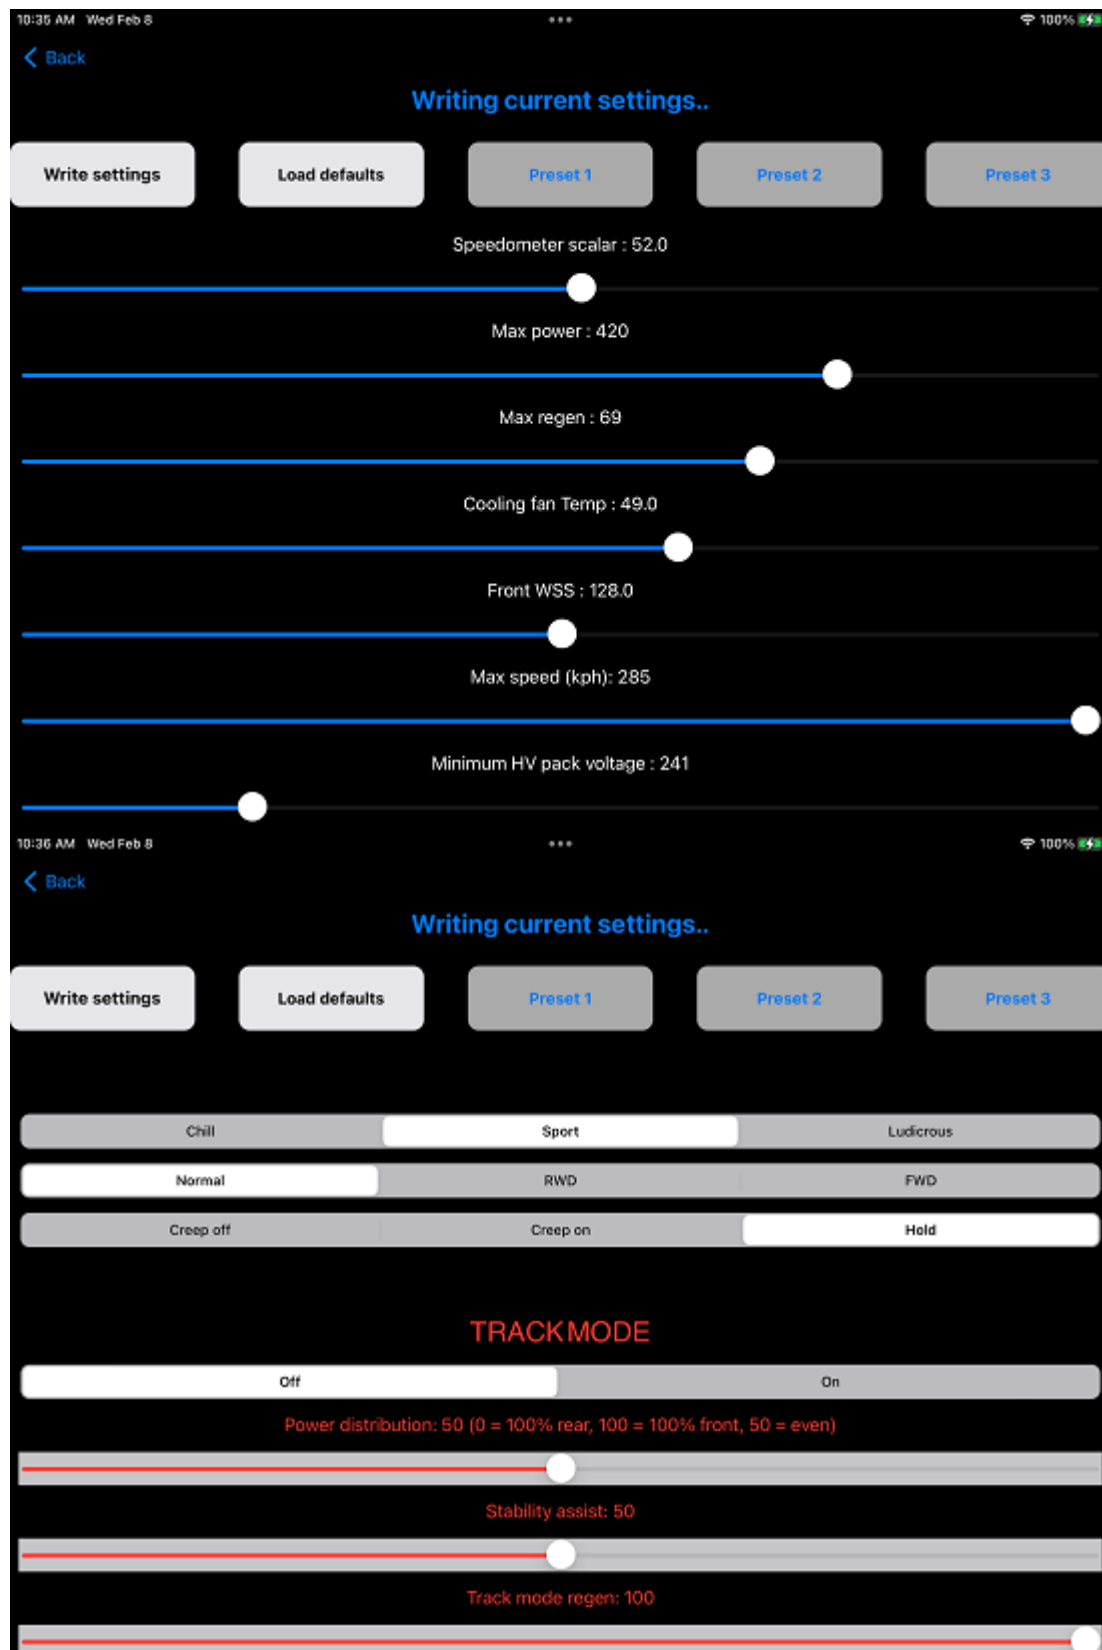 10:35 AM Wed Feb 8
100%
Back
Writing current settings..
Write settings Load defaults Preset 1 Preset 2 Preset 3
Speedometer scalar : 52.0
Max power : 420
Max regen : 69
Cooling fan Temp : 49.0
Front WSS : 128.0
Max speed (kph): 285
Minimum HV pack voltage : 241
10:36 AM Wed Feb 8
100%
Back
Writing current settings..
Write settings Load defaults Preset 1 Preset 2 Preset 3
Chill Sport Ludicrous
Normal RWD FWD
Creep off Creep on Hold
TRACKMODE
Off On
Power distribution: 50 (0 = 100% rear, 100 = 100% front, 50 = even)
Stability assist: 50
Track mode regen: 100